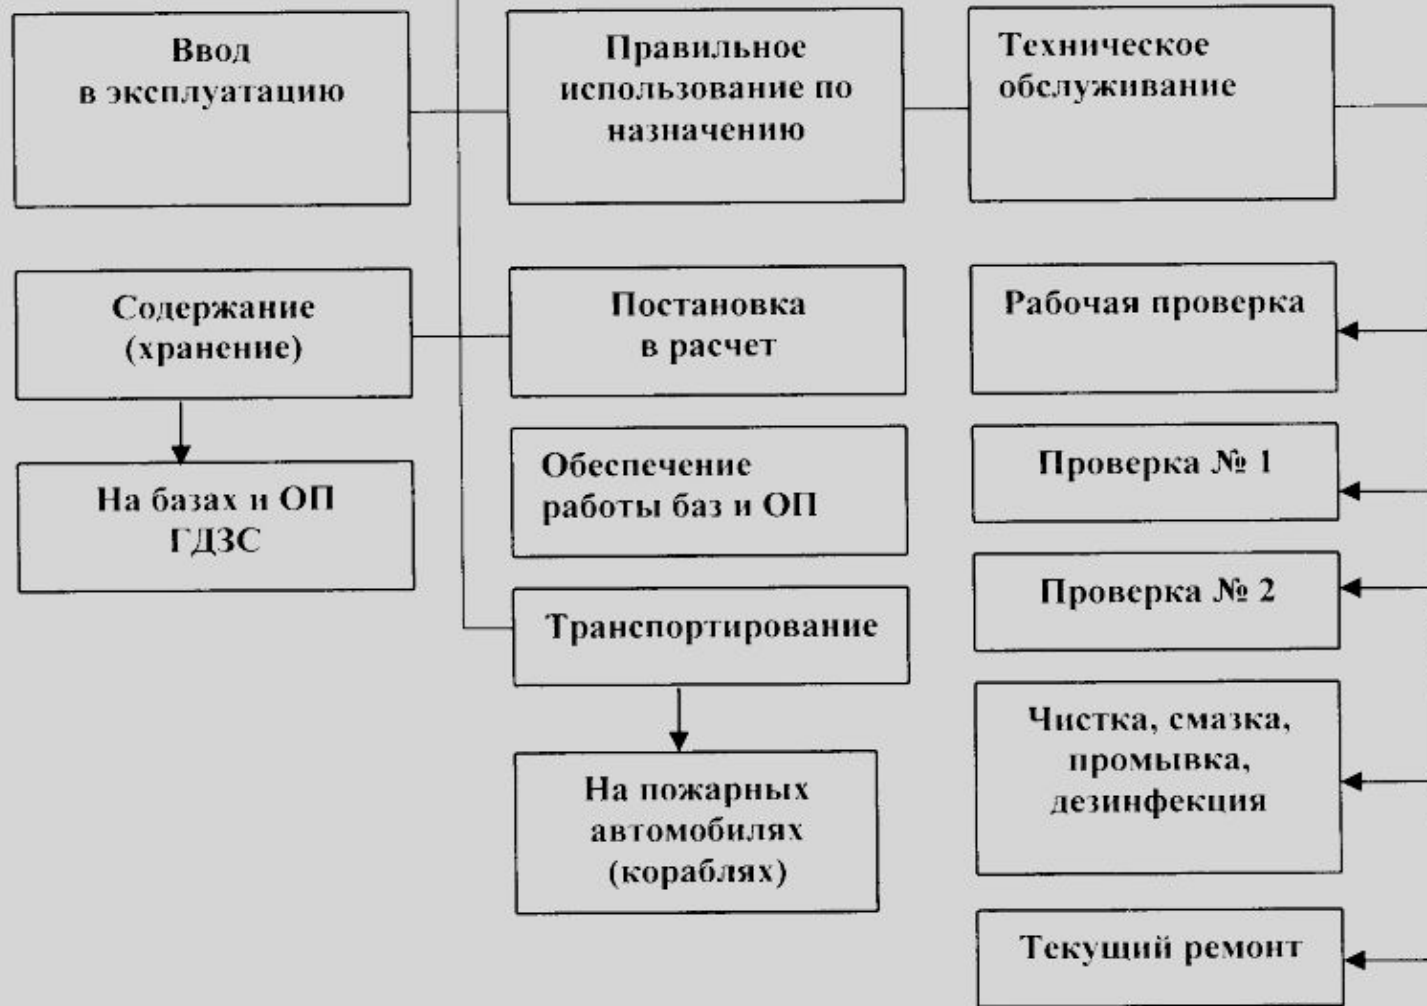 Ввод
в эксплуатацию
Правильное
использование по
назначению
Техническое
обслуживание
Содержание
(хранение)
Постановка
в расчет
Рабочая проверка
На базах и ОП
ГДЗС
Обеспечение
работы баз и ОП
Проверка № 1
Транспортирование
Проверка № 2
На пожарных
автомобилях
(кораблях)
Чистка, смазка,
промывка,
дезинфекция
Текущий ремонт